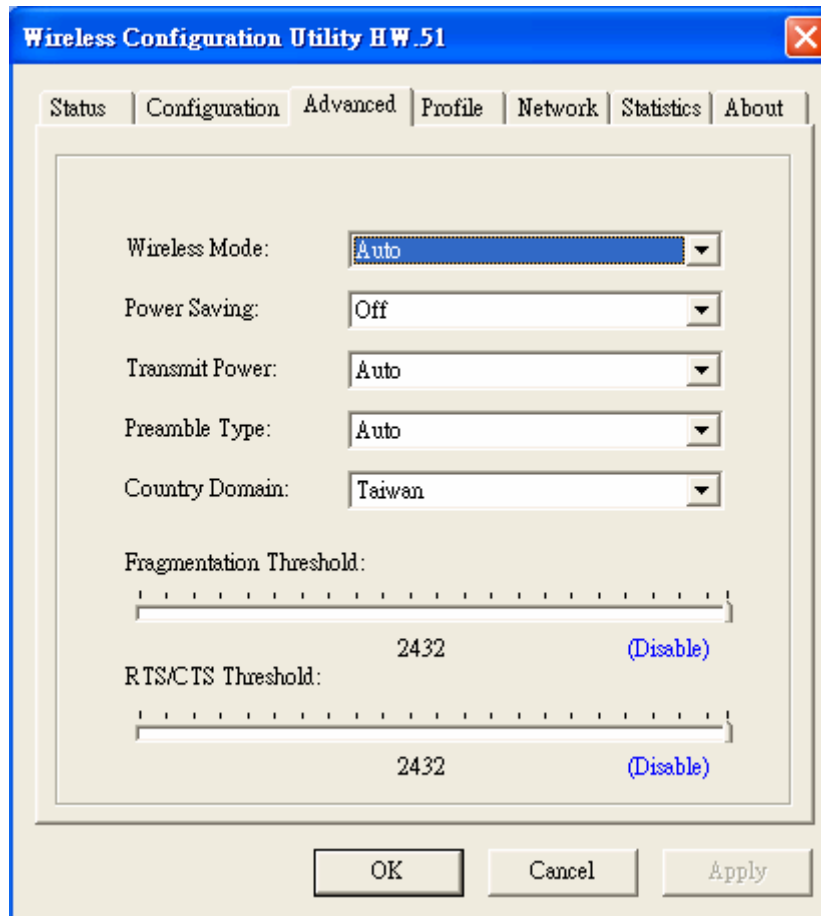 Wireless Configuration Utility HW.51
Status Configuration Advanced Profile Network Statistics About
Wireless Mode: Auto
Power Saving: Off
Transmit Power: Auto
Preamble Type: Auto
Country Domain: Taiwan
Fragmentation Threshold:
2432 (Disable)
RTS/CTS Threshold:
2432 (Disable)
OK Cancel Apply